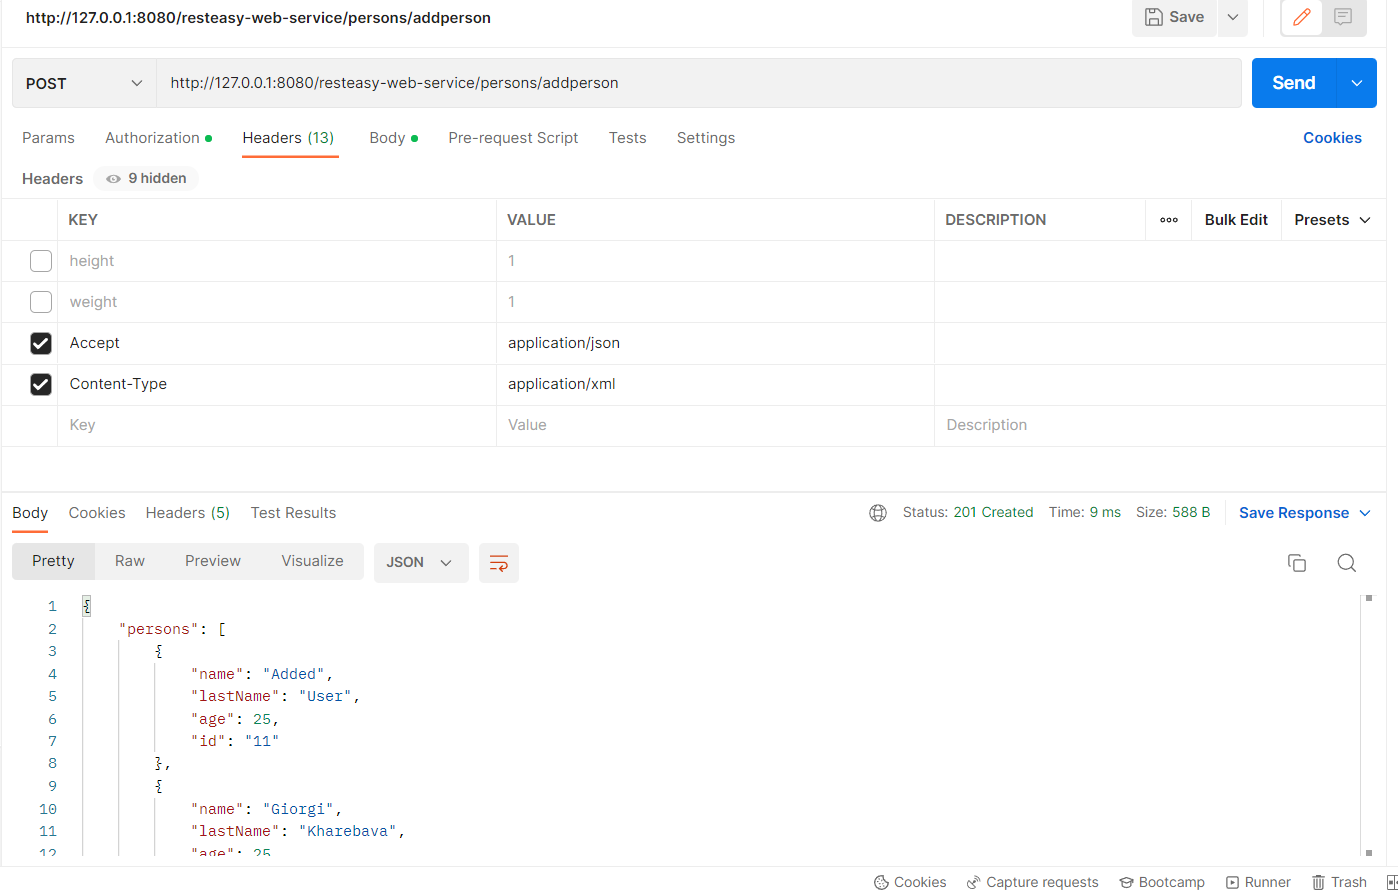 http://127.0.0.1:8080/resteasy-web-service/persons/addperson
Save
POST
http://127.0.0.1:8080/resteasy-web-service/persons/addperson
Send
Params Authorization Headers (13) Body Pre-request Script Tests Settings Cookies
Headers 9 hidden
KEY VALUE DESCRIPTION Bulk Edit Presets
height 1
weight 1
Accept application/json
Content-Type application/xml
Key Value Description
Body Cookies Headers (5) Test Results Status: 201 Created Time: 9 ms Size: 588 B Save Response
Pretty Raw Preview Visualize JSON
1 {
2 "persons": [
3 {
4 "name": "Added",
5 "lastName": "User",
6 "age": 25,
7 "id": "11"
8 },
9 {
10 "name": "Giorgi",
11 "lastName": "Kharebava",
12 "age": 25
Cookies Capture requests Bootcamp Runner Trash